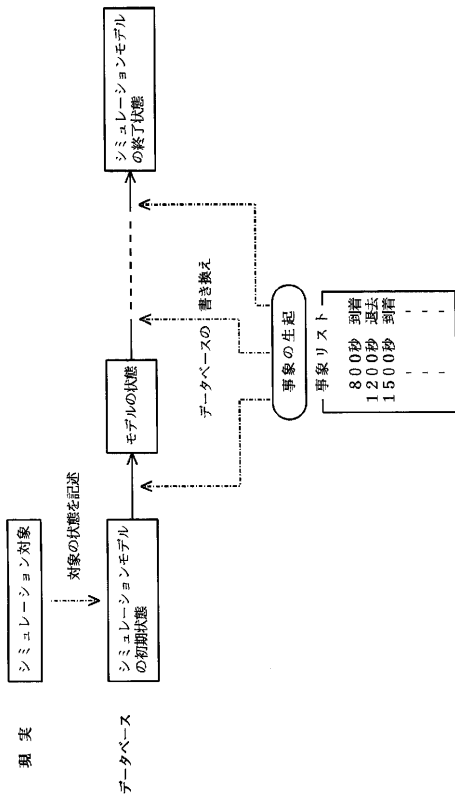 現 実
シミュレーション対象
対象の状態を記述
データベース
シミュレーションモデル
の初期状態
モデルの状態
シミュレーションモデル
の終了状態
データベースの 書き換え
事象の生起
事象リスト
800秒 到着
1200秒 退去
1500秒 到着